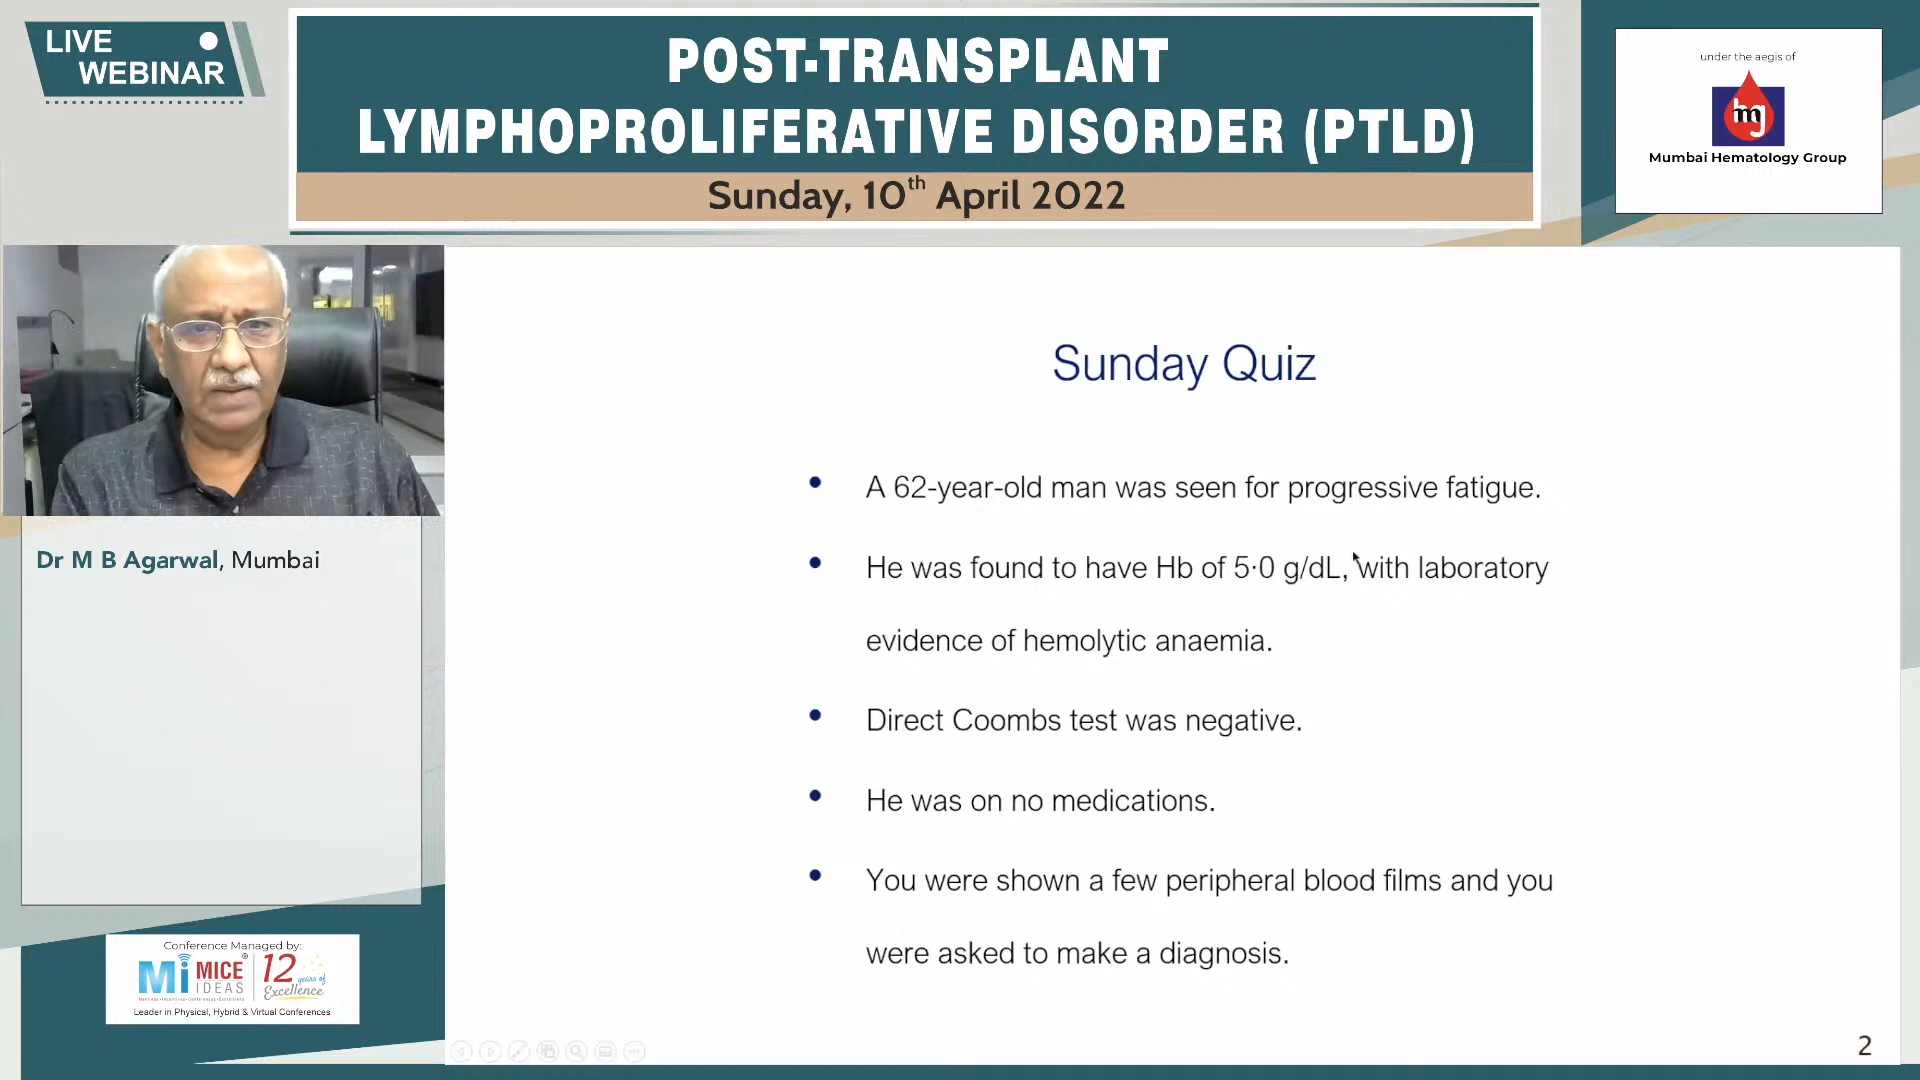 LIVE
WEBINAR
POST-TRANSPLANT
LYMPHOPROLIFERATIVE DISORDER (PTLD)
Sunday, 10th April 2022
under the aegis of
mg
Mumbai Hematology Group
Dr M B Agarwal, Mumbai
Sunday Quiz
• A 62-year-old man was seen for progressive fatigue.
• He was found to have Hb of 5·0 g/dL, with laboratory
evidence of hemolytic anaemia.
• Direct Coombs test was negative.
• He was on no medications.
• You were shown a few peripheral blood films and you
were asked to make a diagnosis.
Conference Managed by:
Mi MICE IDEAS
12 years of Excellence
Leader in Physical, Hybrid & Virtual Conferences
2